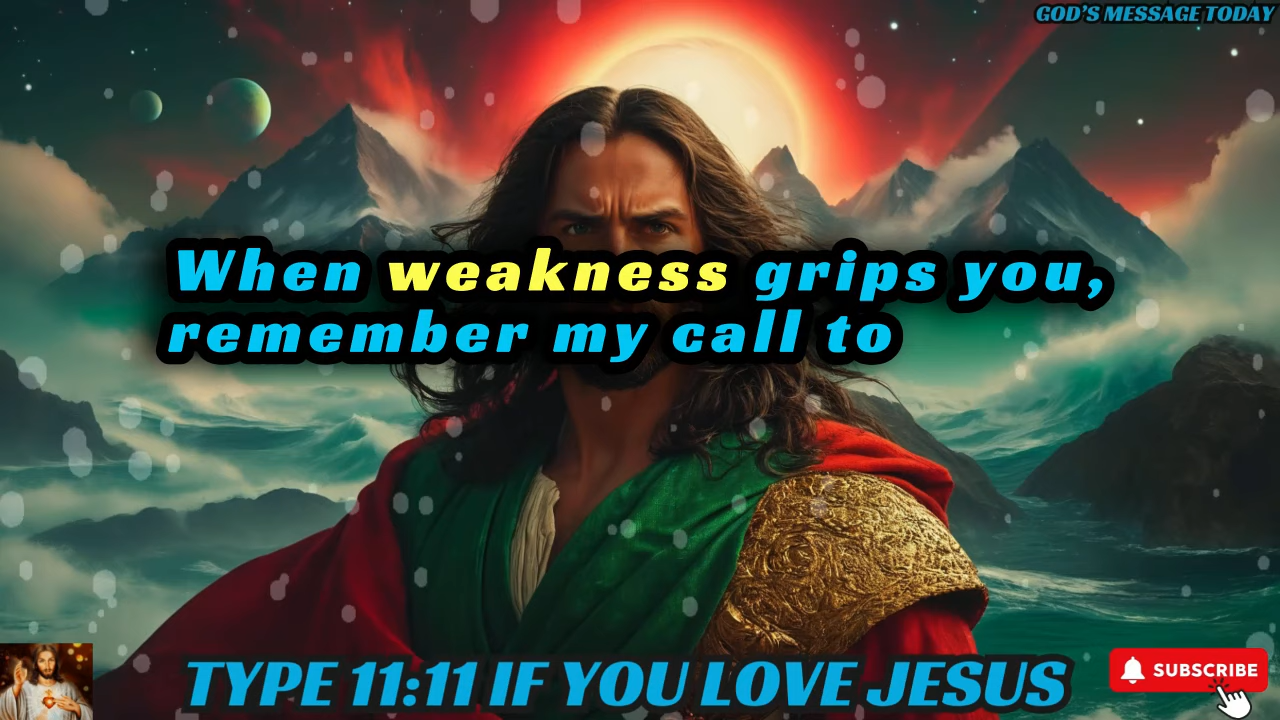 GOD'S MESSAGE TODAY
When weakness grips you,
remember my call to
TYPE 11:11 IF YOU LOVE JESUS
SUBSCRIBE